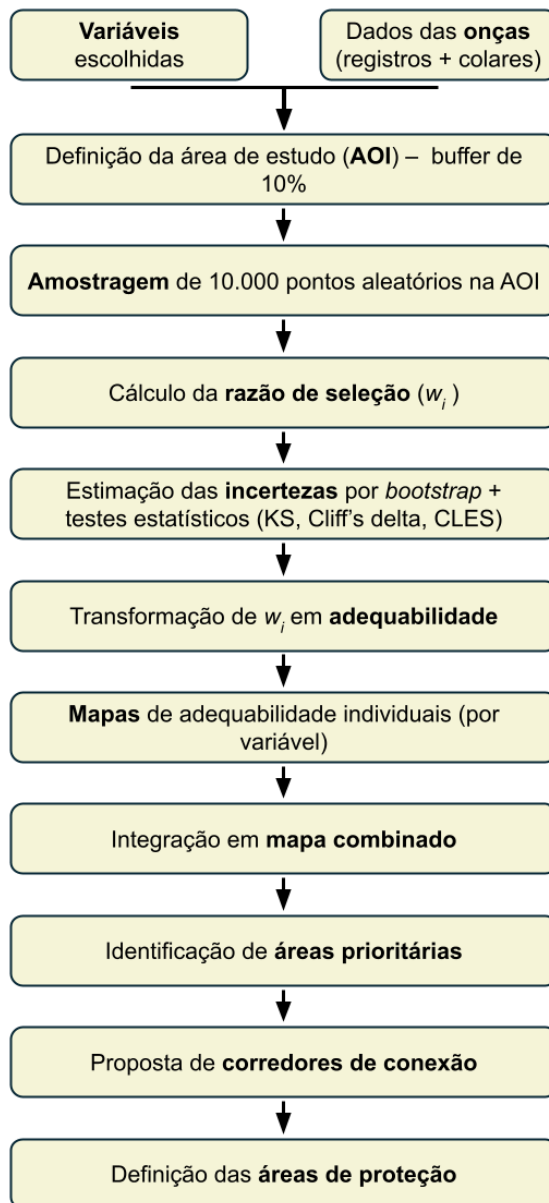 Variáveis
escolhidas
Dados das onças
(registros + colares)
Definição da área de estudo (AOI) – buffer de
10%
Amostragem de 10.000 pontos aleatórios na AOI
Cálculo da razão de seleção (wi )
Estimação das incertezas por bootstrap +
testes estatísticos (KS, Cliff’s delta, CLES)
Transformação de wi em adequabilidade
Mapas de adequabilidade individuais (por
variável)
Integração em mapa combinado
Identificação de áreas prioritárias
Proposta de corredores de conexão
Definição das áreas de proteção